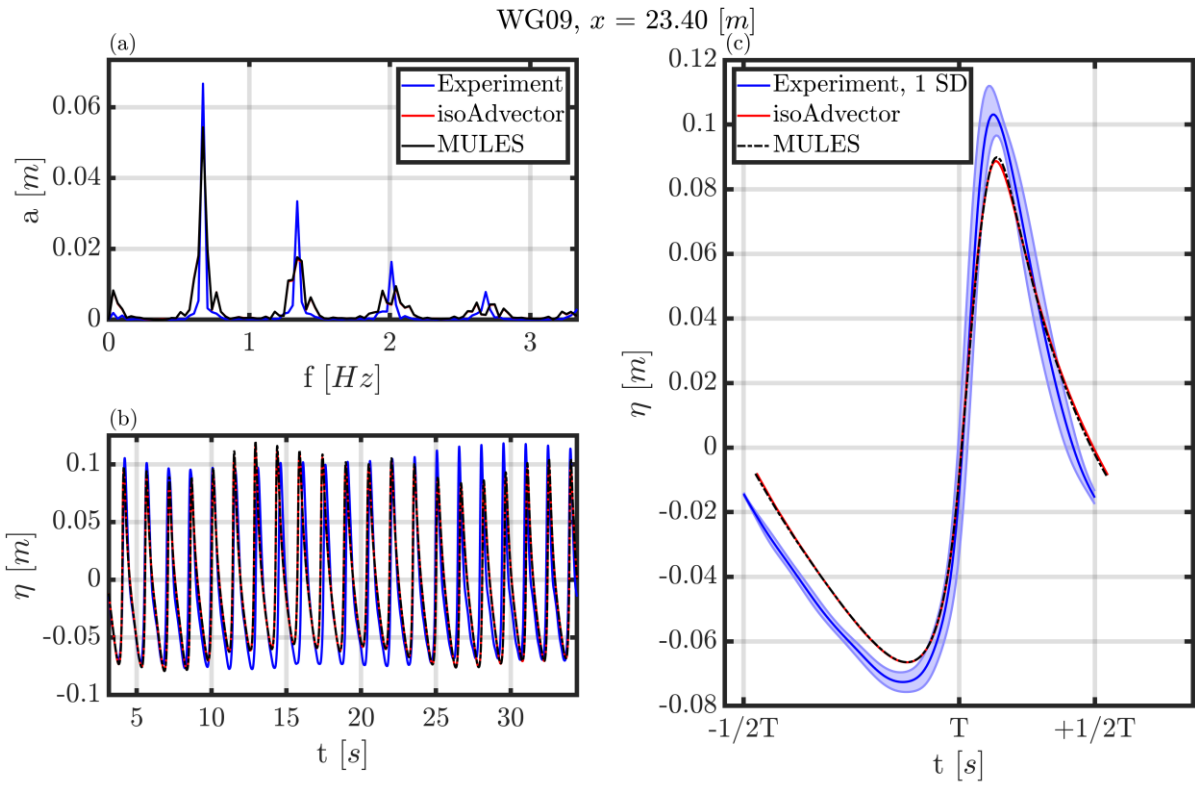 WG09, x = 23.40 [m]
(a)
0.06
0.04
0.02
0
a [m]
0
1
2
3
f [Hz]
Experiment
isoAdvector
MULES
(b)
0.1
0.05
0
-0.05
-0.1
η [m]
5
10
15
20
25
30
t [s]
(c)
0.12
0.1
0.08
0.06
0.04
0.02
0
-0.02
-0.04
-0.06
-0.08
η [m]
-1/2T
T
+1/2T
t [s]
Experiment, 1 SD
isoAdvector
MULES